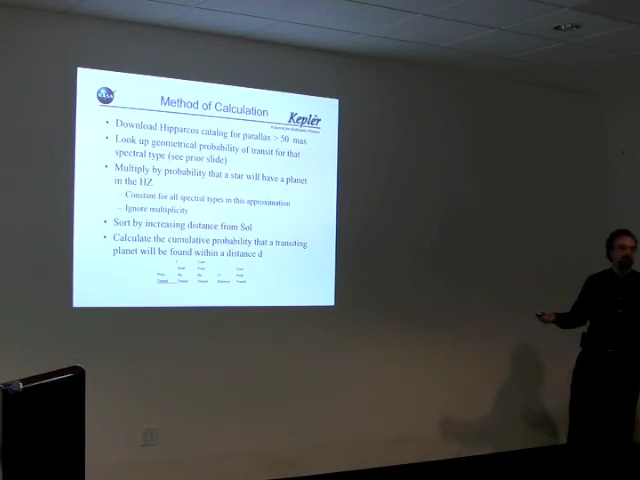 NASA
Method of Calculation
Kepler
• Download Hipparcos catalog for parallax > 50 mas
• Look up geometrical probability of transit for that
spectral type (see prior slide)
• Multiply by probability that a star will have a planet
in the HZ
– Constant for all spectral types in this approximation
– Ignore multiplicity
• Sort by increasing distance from Sol
• Calculate the cumulative probability that a transiting
planet will be found within a distance d